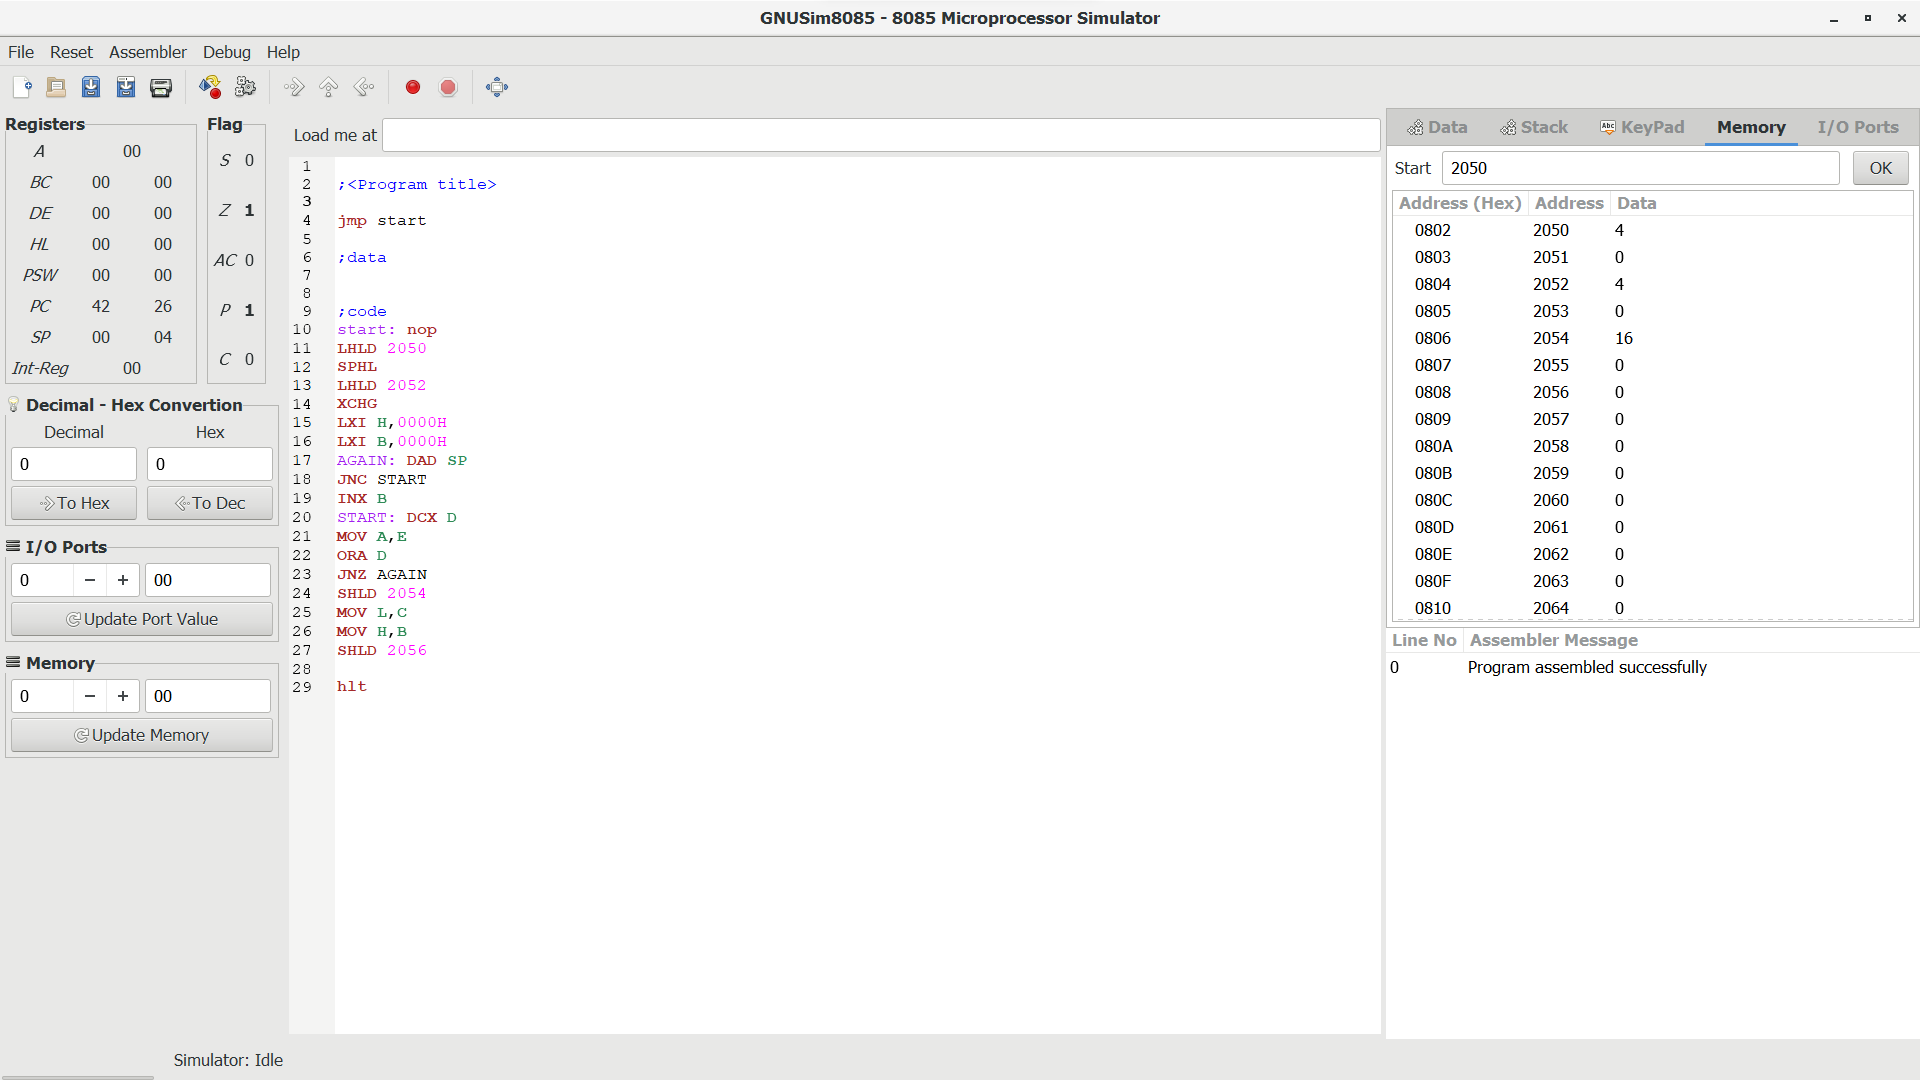 GNUSim8085 - 8085 Microprocessor Simulator
File Reset Assembler Debug Help
Registers
A 00
BC 00 00
DE 00 00
HL 00 00
PSW 00 00
PC 42 26
SP 00 04
Int-Reg 00
Flag
S 0
Z 1
AC 0
P 1
C 0
Decimal - Hex Convertion
Decimal Hex
0 0
To Hex To Dec
I/O Ports
0 − + 00
Update Port Value
Memory
0 − + 00
Update Memory
Load me at
1
2 ;<Program title>
3
4 jmp start
5
6 ;data
7
8
9 ;code
10 start: nop
11 LHLD 2050
12 SPHL
13 LHLD 2052
14 XCHG
15 LXI H,0000H
16 LXI B,0000H
17 AGAIN: DAD SP
18 JNC START
19 INX B
20 START: DCX D
21 MOV A,E
22 ORA D
23 JNZ AGAIN
24 SHLD 2054
25 MOV L,C
26 MOV H,B
27 SHLD 2056
28
29 hlt
Data Stack Abc KeyPad Memory I/O Ports
Start 2050 OK
Address (Hex) Address Data
0802 2050 4
0803 2051 0
0804 2052 4
0805 2053 0
0806 2054 16
0807 2055 0
0808 2056 0
0809 2057 0
080A 2058 0
080B 2059 0
080C 2060 0
080D 2061 0
080E 2062 0
080F 2063 0
0810 2064 0
Line No Assembler Message
0 Program assembled successfully
Simulator: Idle